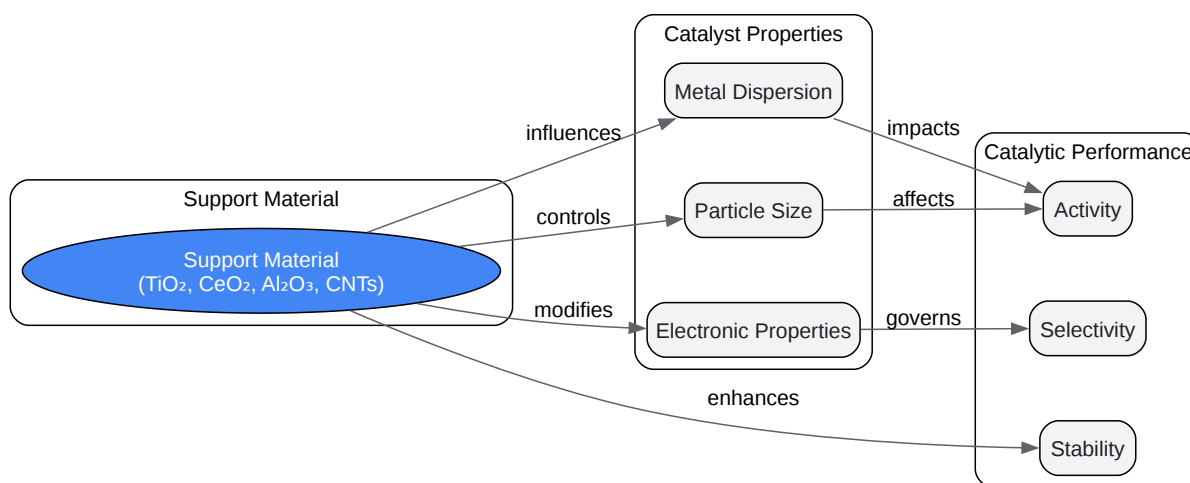 Catalyst Properties
Metal Dispersion
influences
impacts
Catalytic Performance
Support Material
Particle Size
controls
affects
Activity
Support Material
(TiO₂, CeO₂, Al₂O₃, CNTs)
modifies
Electronic Properties
governs
Selectivity
enhances
Stability